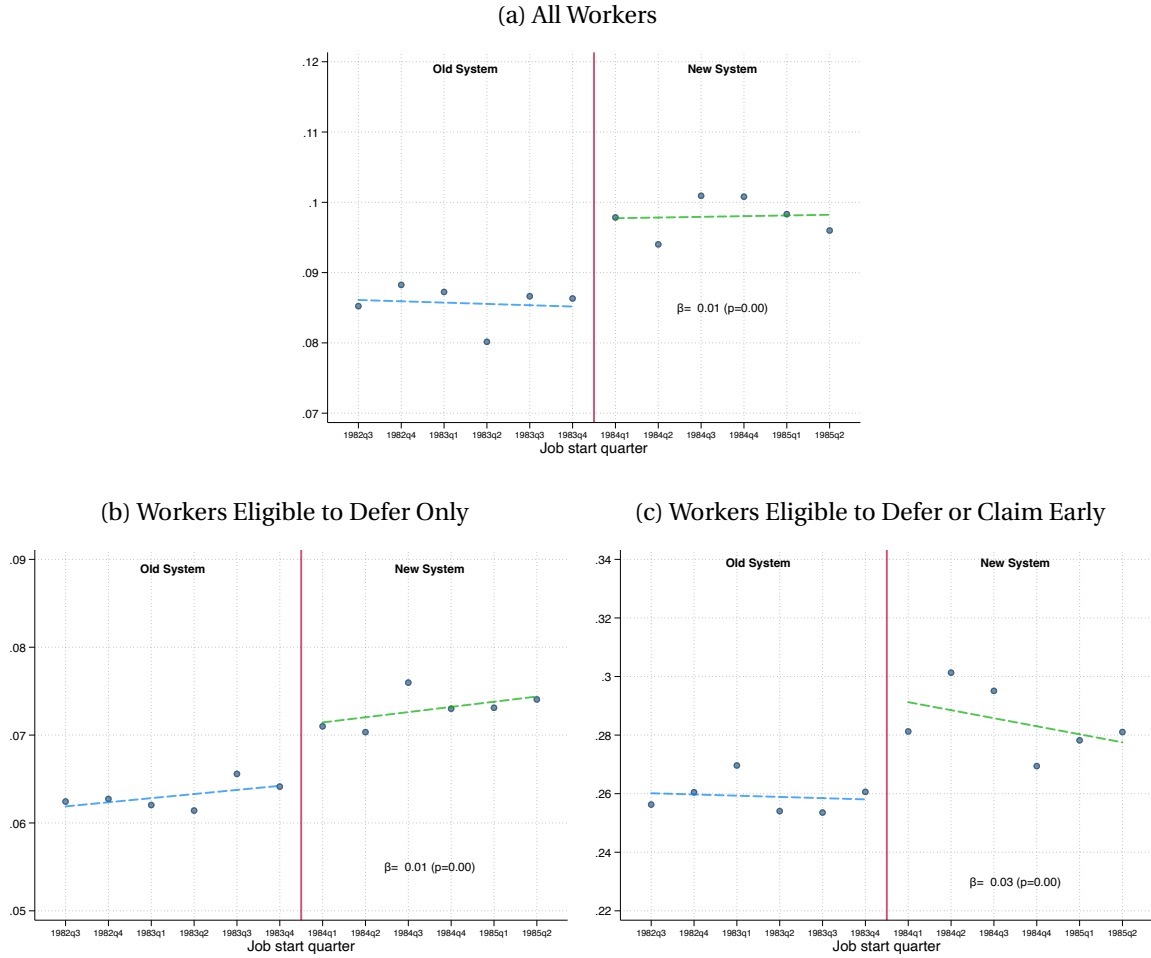 (a) All Workers
Old System New System
.12
.11
.1
.09
.08
.07
β= 0.01 (p=0.00)
1982q3 1982q4 1983q1 1983q2 1983q3 1983q4 1984q1 1984q2 1984q3 1984q4 1985q1 1985q2
Job start quarter
(b) Workers Eligible to Defer Only
Old System New System
.09
.08
.07
.06
.05
β= 0.01 (p=0.00)
1982q3 1982q4 1983q1 1983q2 1983q3 1983q4 1984q1 1984q2 1984q3 1984q4 1985q1 1985q2
Job start quarter
(c) Workers Eligible to Defer or Claim Early
Old System New System
.34
.32
.3
.28
.26
.24
.22
β= 0.03 (p=0.00)
1982q3 1982q4 1983q1 1983q2 1983q3 1983q4 1984q1 1984q2 1984q3 1984q4 1985q1 1985q2
Job start quarter